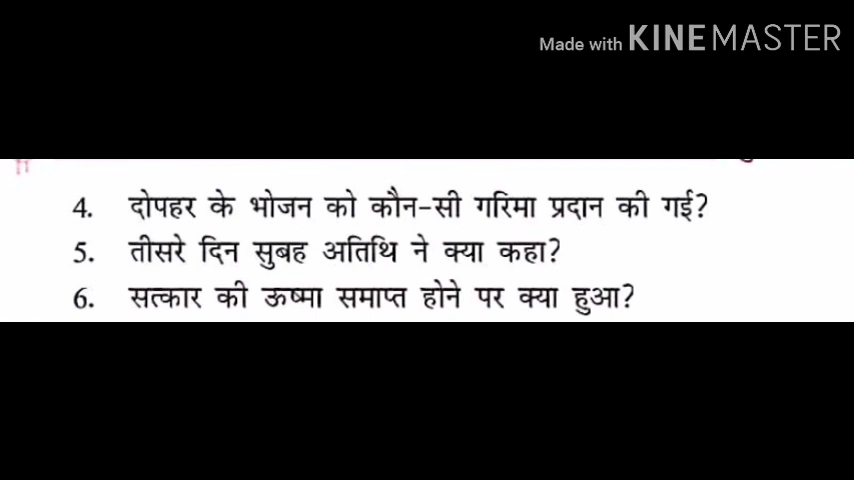 Made with KINEMASTER
4. दोपहर के भोजन को कौन-सी गरिमा प्रदान की गई?
5. तीसरे दिन सुबह अतिथि ने क्या कहा?
6. सत्कार की ऊष्मा समाप्त होने पर क्या हुआ?